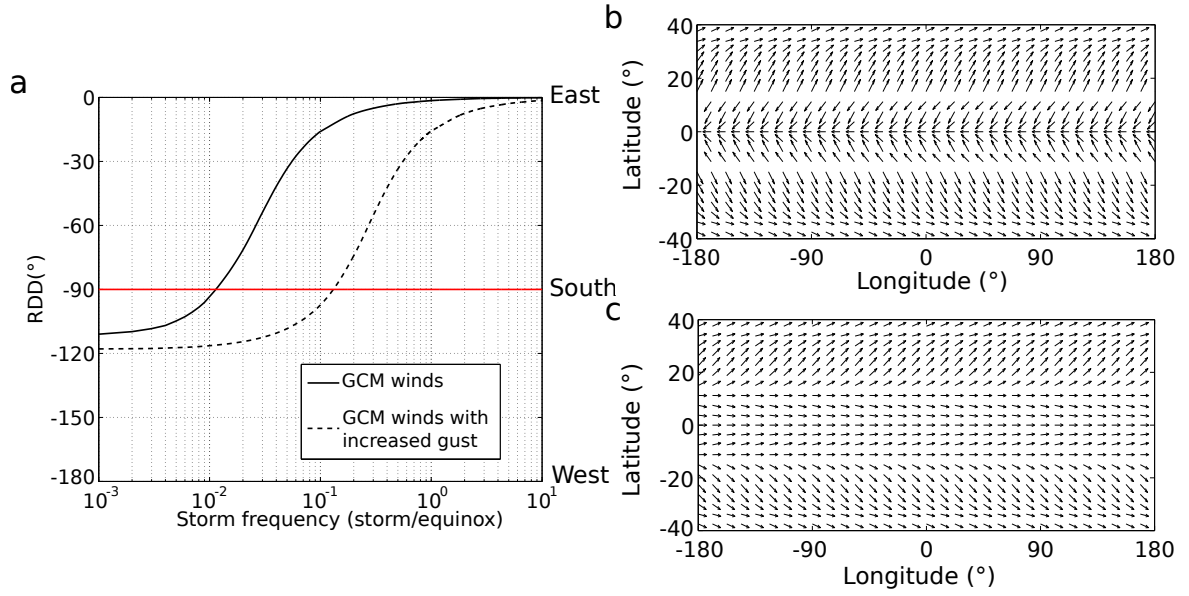 a
RDD(°)
0
-30
-60
-90
-120
-150
-180
East
South
West
GCM winds
GCM winds with
increased gust
10^-3
10^-2
10^-1
10^0
10^1
Storm frequency (storm/equinox)
b
Latitude (°)
40
20
0
-20
-40
-180
-90
0
90
180
Longitude (°)
c
Latitude (°)
40
20
0
-20
-40
-180
-90
0
90
180
Longitude (°)